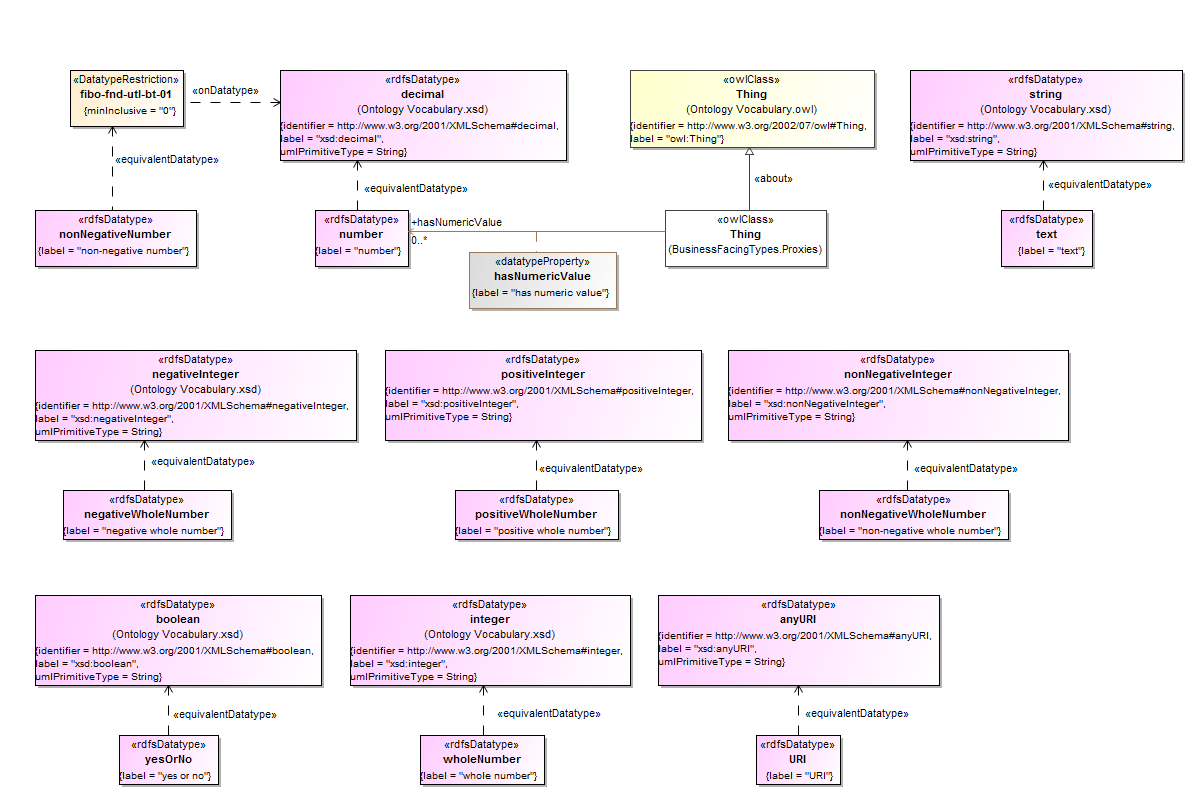 «DatatypeRestriction»
fibo-fnd-utl-bt-01
{minInclusive = "0"}
«onDatatype»
«rdfsDatatype»
decimal
(Ontology Vocabulary.xsd)
{identifier = http://www.w3.org/2001/XMLSchema#decimal,
label = "xsd:decimal",
umlPrimitiveType = String}
«owlClass»
Thing
(Ontology Vocabulary.owl)
{identifier = http://www.w3.org/2002/07/owl#Thing,
label = "owl:Thing"}
«rdfsDatatype»
string
(Ontology Vocabulary.xsd)
{identifier = http://www.w3.org/2001/XMLSchema#string,
label = "xsd:string",
umlPrimitiveType = String}
«equivalentDatatype»
«equivalentDatatype»
«about»
«equivalentDatatype»
«rdfsDatatype»
nonNegativeNumber
{label = "non-negative number"}
«rdfsDatatype»
number
{label = "number"}
+hasNumericValue
0..*
«owlClass»
Thing
(BusinessFacingTypes.Proxies)
«rdfsDatatype»
text
{label = "text"}
«datatypeProperty»
hasNumericValue
{label = "has numeric value"}
«rdfsDatatype»
negativeInteger
(Ontology Vocabulary.xsd)
{identifier = http://www.w3.org/2001/XMLSchema#negativeInteger,
label = "xsd:negativeInteger",
umlPrimitiveType = String}
«rdfsDatatype»
positiveInteger
{identifier = http://www.w3.org/2001/XMLSchema#positiveInteger,
label = "xsd:positiveInteger",
umlPrimitiveType = String}
«rdfsDatatype»
nonNegativeInteger
{identifier = http://www.w3.org/2001/XMLSchema#nonNegativeInteger,
label = "xsd:nonNegativeInteger",
umlPrimitiveType = String}
«equivalentDatatype»
«equivalentDatatype»
«equivalentDatatype»
«rdfsDatatype»
negativeWholeNumber
{label = "negative whole number"}
«rdfsDatatype»
positiveWholeNumber
{label = "positive whole number"}
«rdfsDatatype»
nonNegativeWholeNumber
{label = "non-negative whole number"}
«rdfsDatatype»
boolean
(Ontology Vocabulary.xsd)
{identifier = http://www.w3.org/2001/XMLSchema#boolean,
label = "xsd:boolean",
umlPrimitiveType = String}
«rdfsDatatype»
integer
(Ontology Vocabulary.xsd)
{identifier = http://www.w3.org/2001/XMLSchema#integer,
label = "xsd:integer",
umlPrimitiveType = String}
«rdfsDatatype»
anyURI
{identifier = http://www.w3.org/2001/XMLSchema#anyURI,
label = "xsd:anyURI",
umlPrimitiveType = String}
«equivalentDatatype»
«equivalentDatatype»
«equivalentDatatype»
«rdfsDatatype»
yesOrNo
{label = "yes or no"}
«rdfsDatatype»
wholeNumber
{label = "whole number"}
«rdfsDatatype»
URI
{label = "URI"}